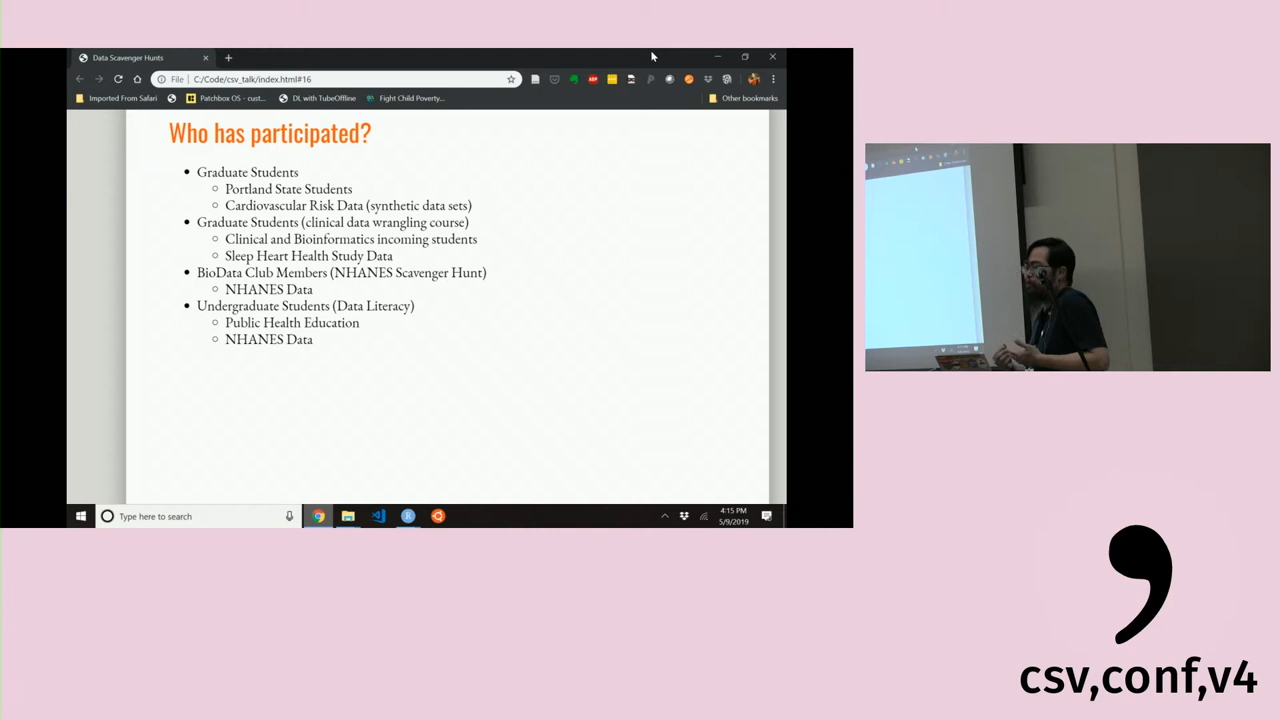 Data Scavenger Hunts
File
C:/Code/csv_talk/index.html#16
Imported From Safari
Patchbox OS - cust...
DL with TubeOffline
Fight Child Poverty...
Other bookmarks
Who has participated?
Graduate Students
Portland State Students
Cardiovascular Risk Data (synthetic data sets)
Graduate Students (clinical data wrangling course)
Clinical and Bioinformatics incoming students
Sleep Heart Health Study Data
BioData Club Members (NHANES Scavenger Hunt)
NHANES Data
Undergraduate Students (Data Literacy)
Public Health Education
NHANES Data
Type here to search
4:15 PM
5/9/2019
csv,conf,v4